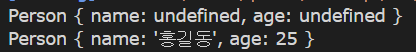 Person { name: undefined, age: undefined }
Person { name: '홍길동', age: 25 }